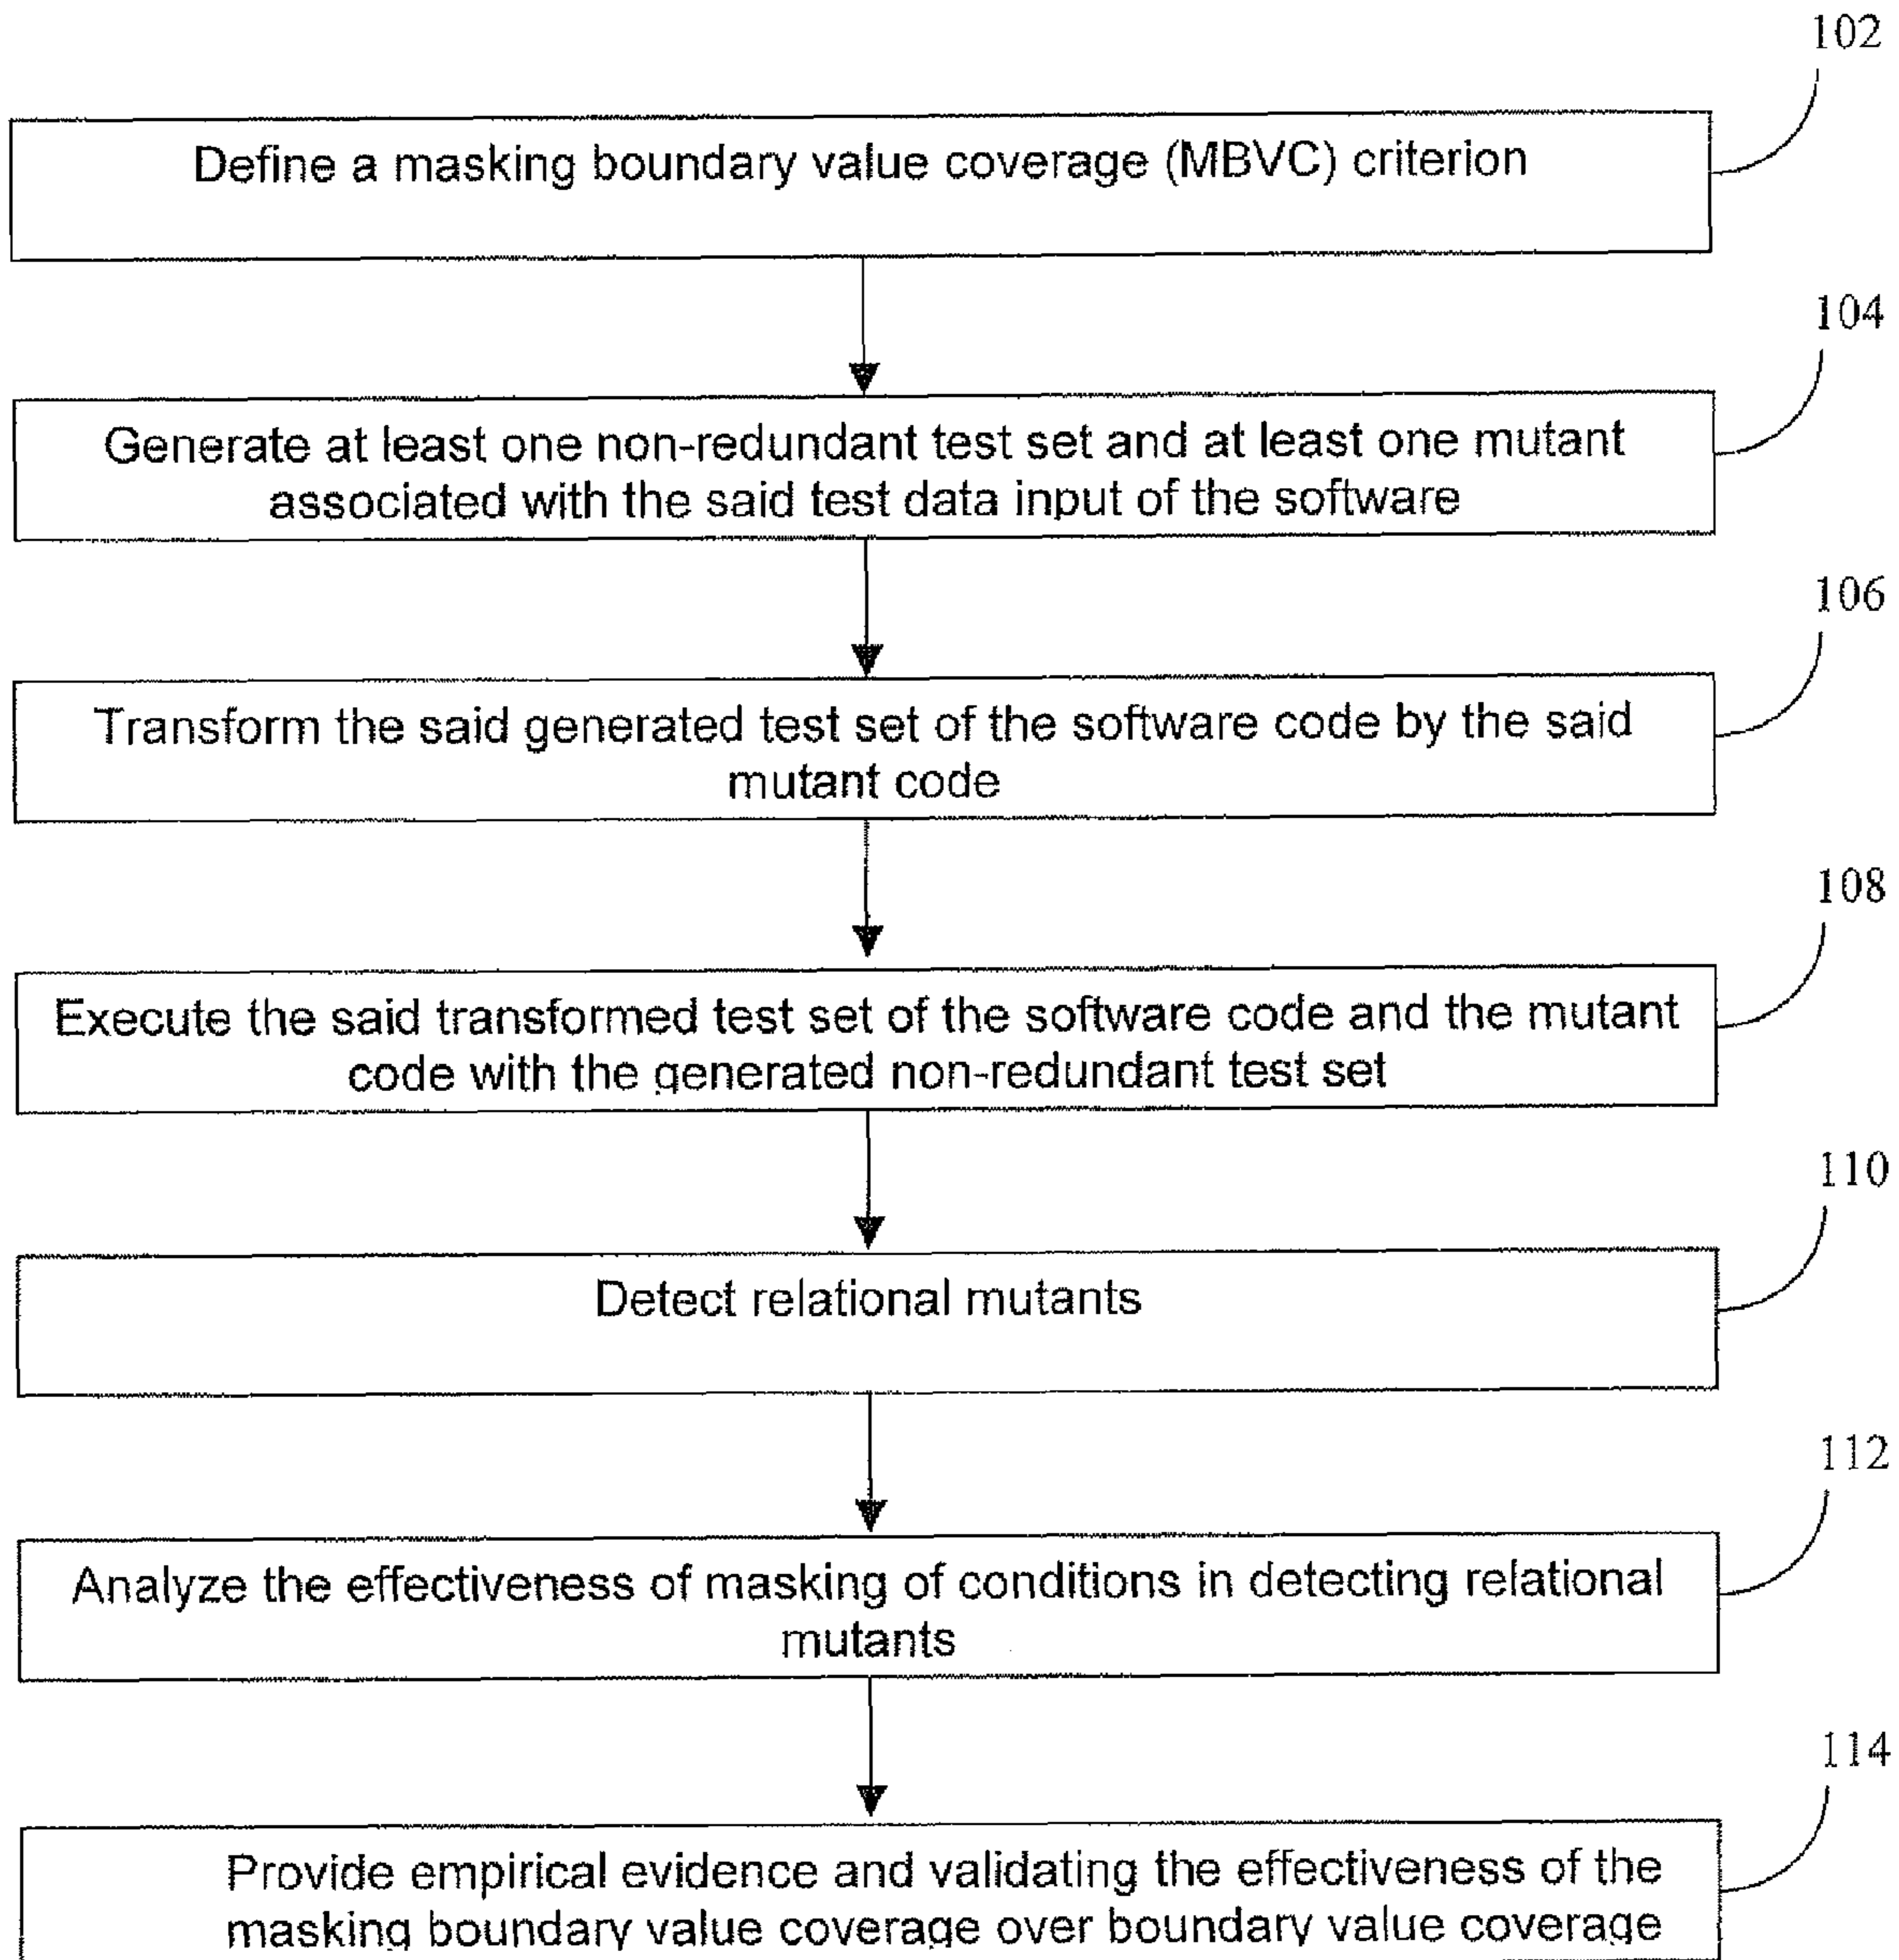 102
Define a masking boundary value coverage (MBVC) criterion
104
Generate at least one non-redundant test set and at least one mutant
associated with the said test data input of the software
106
Transform the said generated test set of the software code by the said
mutant code
108
Execute the said transformed test set of the software code and the mutant
code with the generated non-redundant test set
110
Detect relational mutants
112
Analyze the effectiveness of masking of conditions in detecting relational
mutants
114
Provide empirical evidence and validating the effectiveness of the
masking boundary value coverage over boundary value coverage